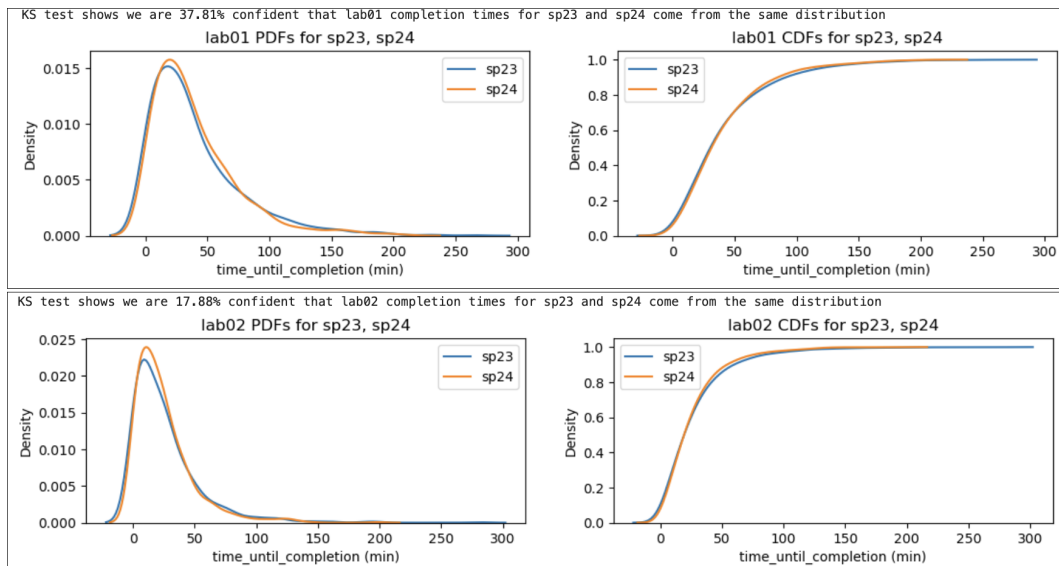 KS test shows we are 37.81% confident that lab01 completion times for sp23 and sp24 come from the same distribution
lab01 PDFs for sp23, sp24
sp23
sp24
0.015
0.010
0.005
0.000
Density
0 50 100 150 200 250 300
time_until_completion (min)
lab01 CDFs for sp23, sp24
sp23
sp24
1.0
0.8
0.6
0.4
0.2
0.0
Density
0 50 100 150 200 250 300
time_until_completion (min)
KS test shows we are 17.88% confident that lab02 completion times for sp23 and sp24 come from the same distribution
lab02 PDFs for sp23, sp24
sp23
sp24
0.025
0.020
0.015
0.010
0.005
0.000
Density
0 50 100 150 200 250 300
time_until_completion (min)
lab02 CDFs for sp23, sp24
sp23
sp24
1.0
0.8
0.6
0.4
0.2
0.0
Density
0 50 100 150 200 250 300
time_until_completion (min)